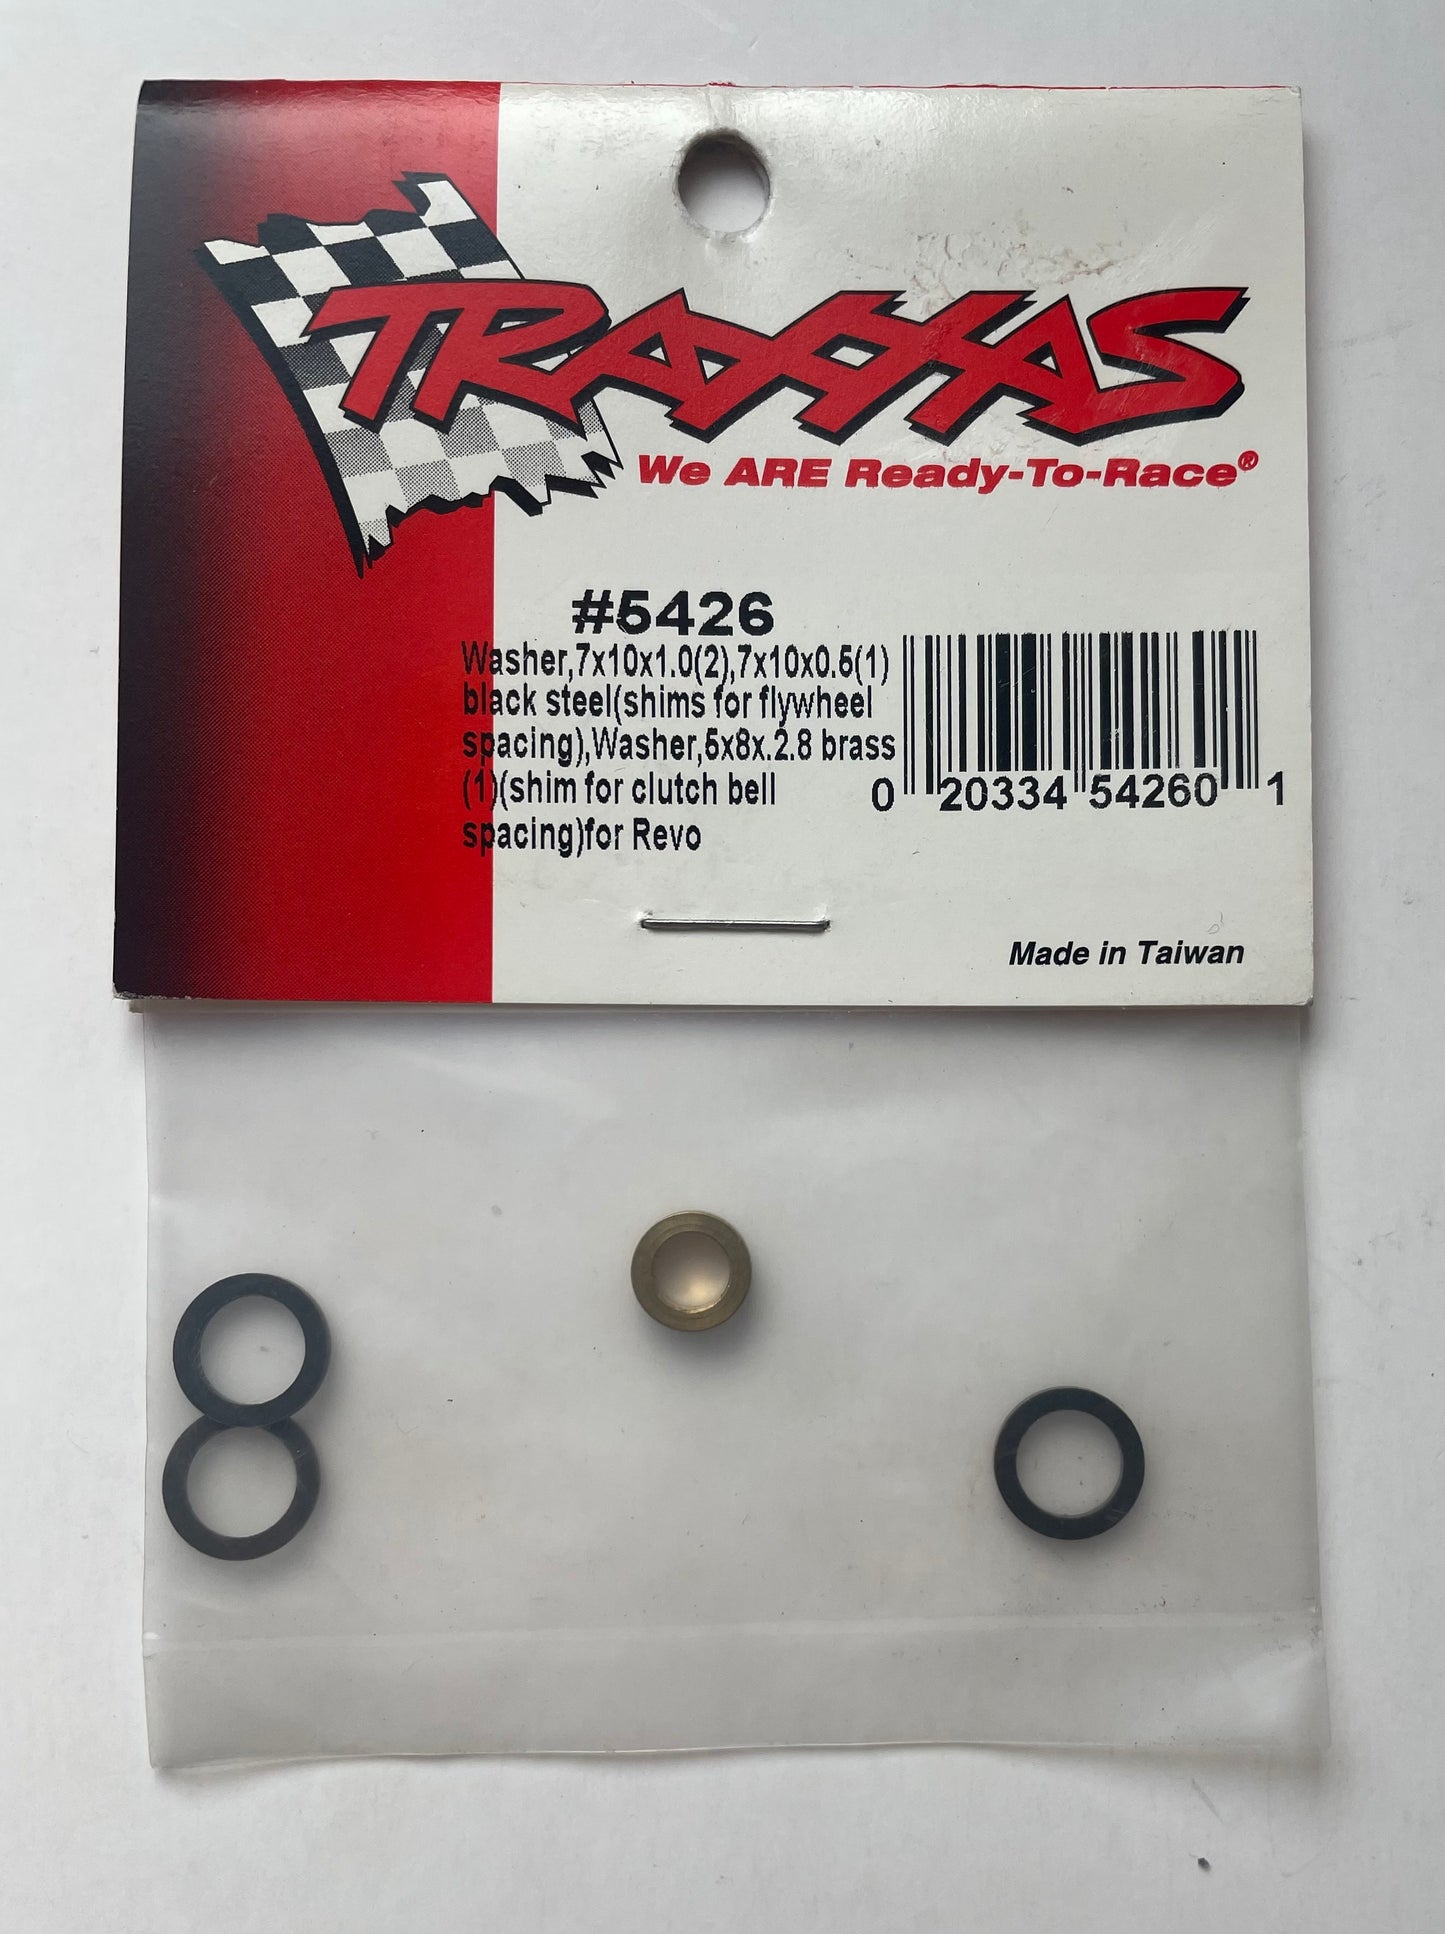 TRAXXAS
We ARE Ready-To-Race®
#5426
Washer,7x10x1.0(2),7x10x0.5(1)
black steel(shims for flywheel
spacing),Washer,5x8x.2.8 brass
(1)(shim for clutch bell
spacing)for Revo
0 20334 54260 1
Made in Taiwan